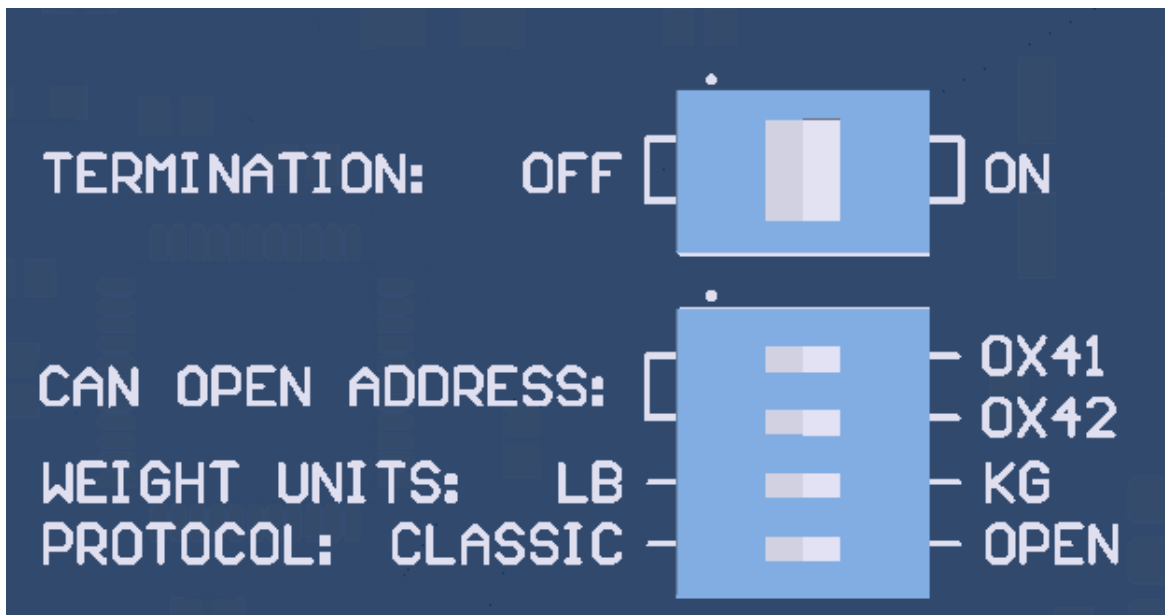 TERMINATION: OFF ON
0X41
CAN OPEN ADDRESS:
0X42
WEIGHT UNITS: LB KG
PROTOCOL: CLASSIC OPEN